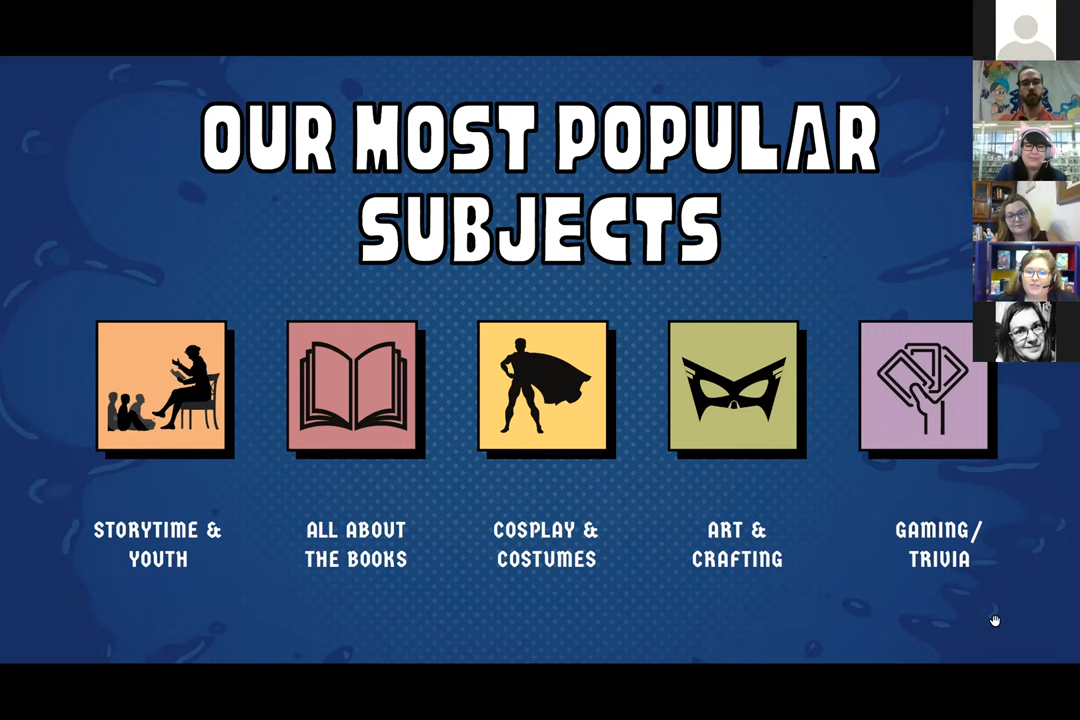 OUR MOST POPULAR
SUBJECTS
STORYTIME &
YOUTH
ALL ABOUT
THE BOOKS
COSPLAY &
COSTUMES
ART &
CRAFTING
GAMING/
TRIVIA